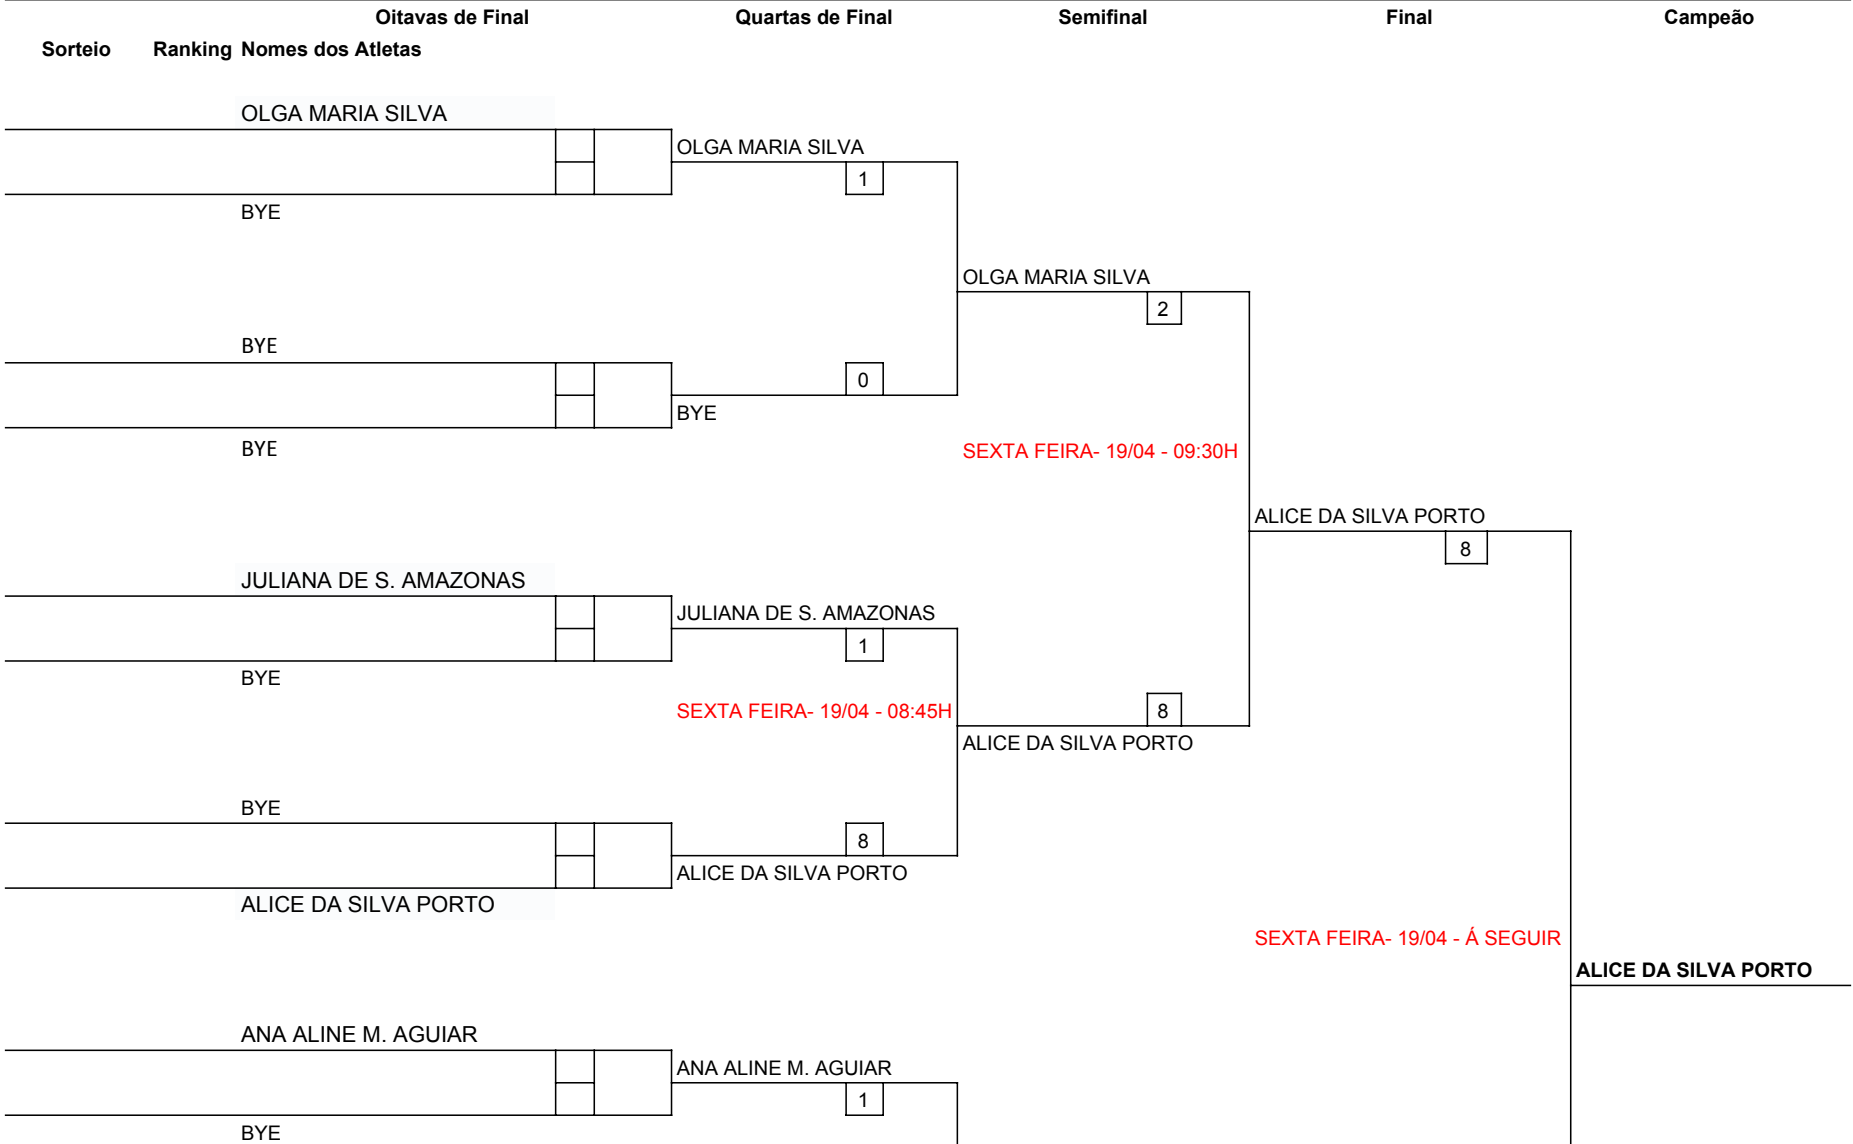 Oitavas de Final Quartas de Final Semifinal Final Campeão
Sorteio Ranking Nomes dos Atletas
OLGA MARIA SILVA
OLGA MARIA SILVA
1
BYE
OLGA MARIA SILVA
2
BYE
0
BYE
BYE
SEXTA FEIRA- 19/04 - 09:30H
ALICE DA SILVA PORTO
8
JULIANA DE S. AMAZONAS
JULIANA DE S. AMAZONAS
1
BYE
SEXTA FEIRA- 19/04 - 08:45H
8
ALICE DA SILVA PORTO
BYE
8
ALICE DA SILVA PORTO
ALICE DA SILVA PORTO
SEXTA FEIRA- 19/04 - Á SEGUIR
ALICE DA SILVA PORTO
ANA ALINE M. AGUIAR
ANA ALINE M. AGUIAR
1
BYE